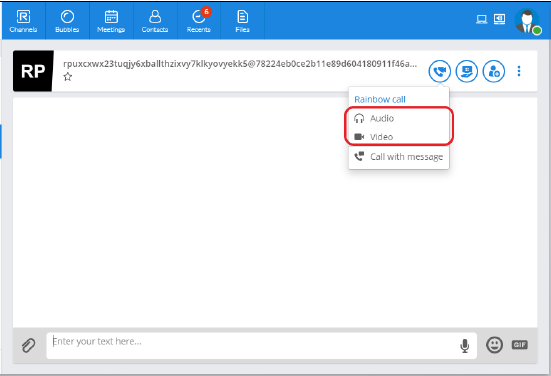 Channels
Bubbles
Meetings
Contacts
6
Recents
Files
RP
rpuxcxwx23tuqjy6xballthzixvy7klkyovyekk5@78224eb0ce2b11e89d604180911f46a...
Rainbow call
Audio
Video
Call with message
Enter your text here...
GIF